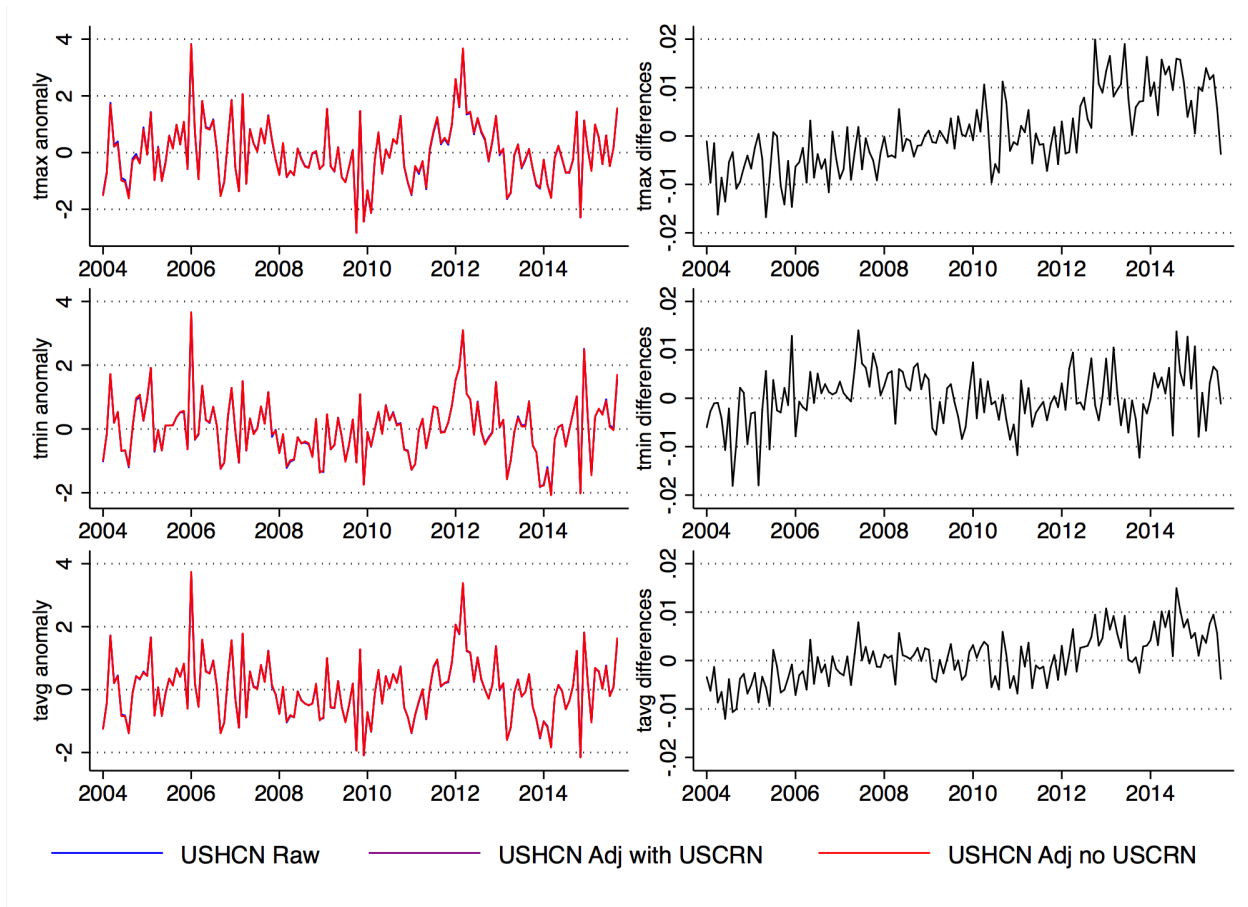 tmax anomaly
4
2
0
-2
2004 2006 2008 2010 2012 2014
tmax differences
.02
.01
0
-.01
-.02
2004 2006 2008 2010 2012 2014
tmin anomaly
4
2
0
-2
2004 2006 2008 2010 2012 2014
tmin differences
.02
.01
0
-.01
-.02
2004 2006 2008 2010 2012 2014
tavg anomaly
4
2
0
-2
2004 2006 2008 2010 2012 2014
tavg differences
.02
.01
0
-.01
-.02
2004 2006 2008 2010 2012 2014
USHCN Raw USHCN Adj with USCRN USHCN Adj no USCRN